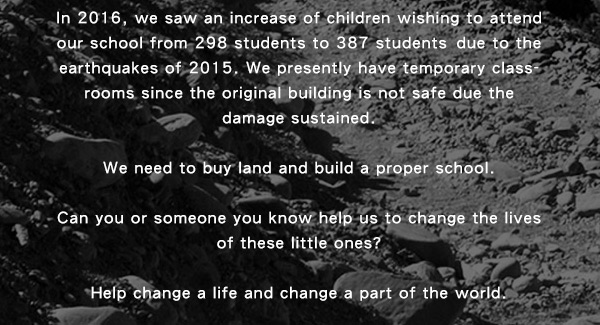 In 2016, we saw an increase of children wishing to attend
our school from 298 students to 387 students due to the
earthquakes of 2015. We presently have temporary class-
rooms since the original building is not safe due the
damage sustained.
We need to buy land and build a proper school.
Can you or someone you know help us to change the lives
of these little ones?
Help change a life and change a part of the world.